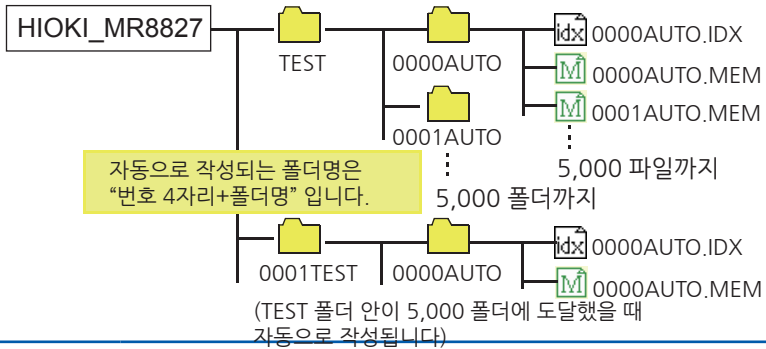 HIOKI_MR8827
TEST
0000AUTO
idx 0000AUTO.IDX
M 0000AUTO.MEM
0001AUTO
M 0001AUTO.MEM
5,000 폴더까지
5,000 파일까지
자동으로 작성되는 폴더명은
“번호 4자리+폴더명” 입니다.
0001TEST
0000AUTO
idx 0000AUTO.IDX
M 0000AUTO.MEM
(TEST 폴더 안이 5,000 폴더에 도달했을 때
자동으로 작성됩니다)